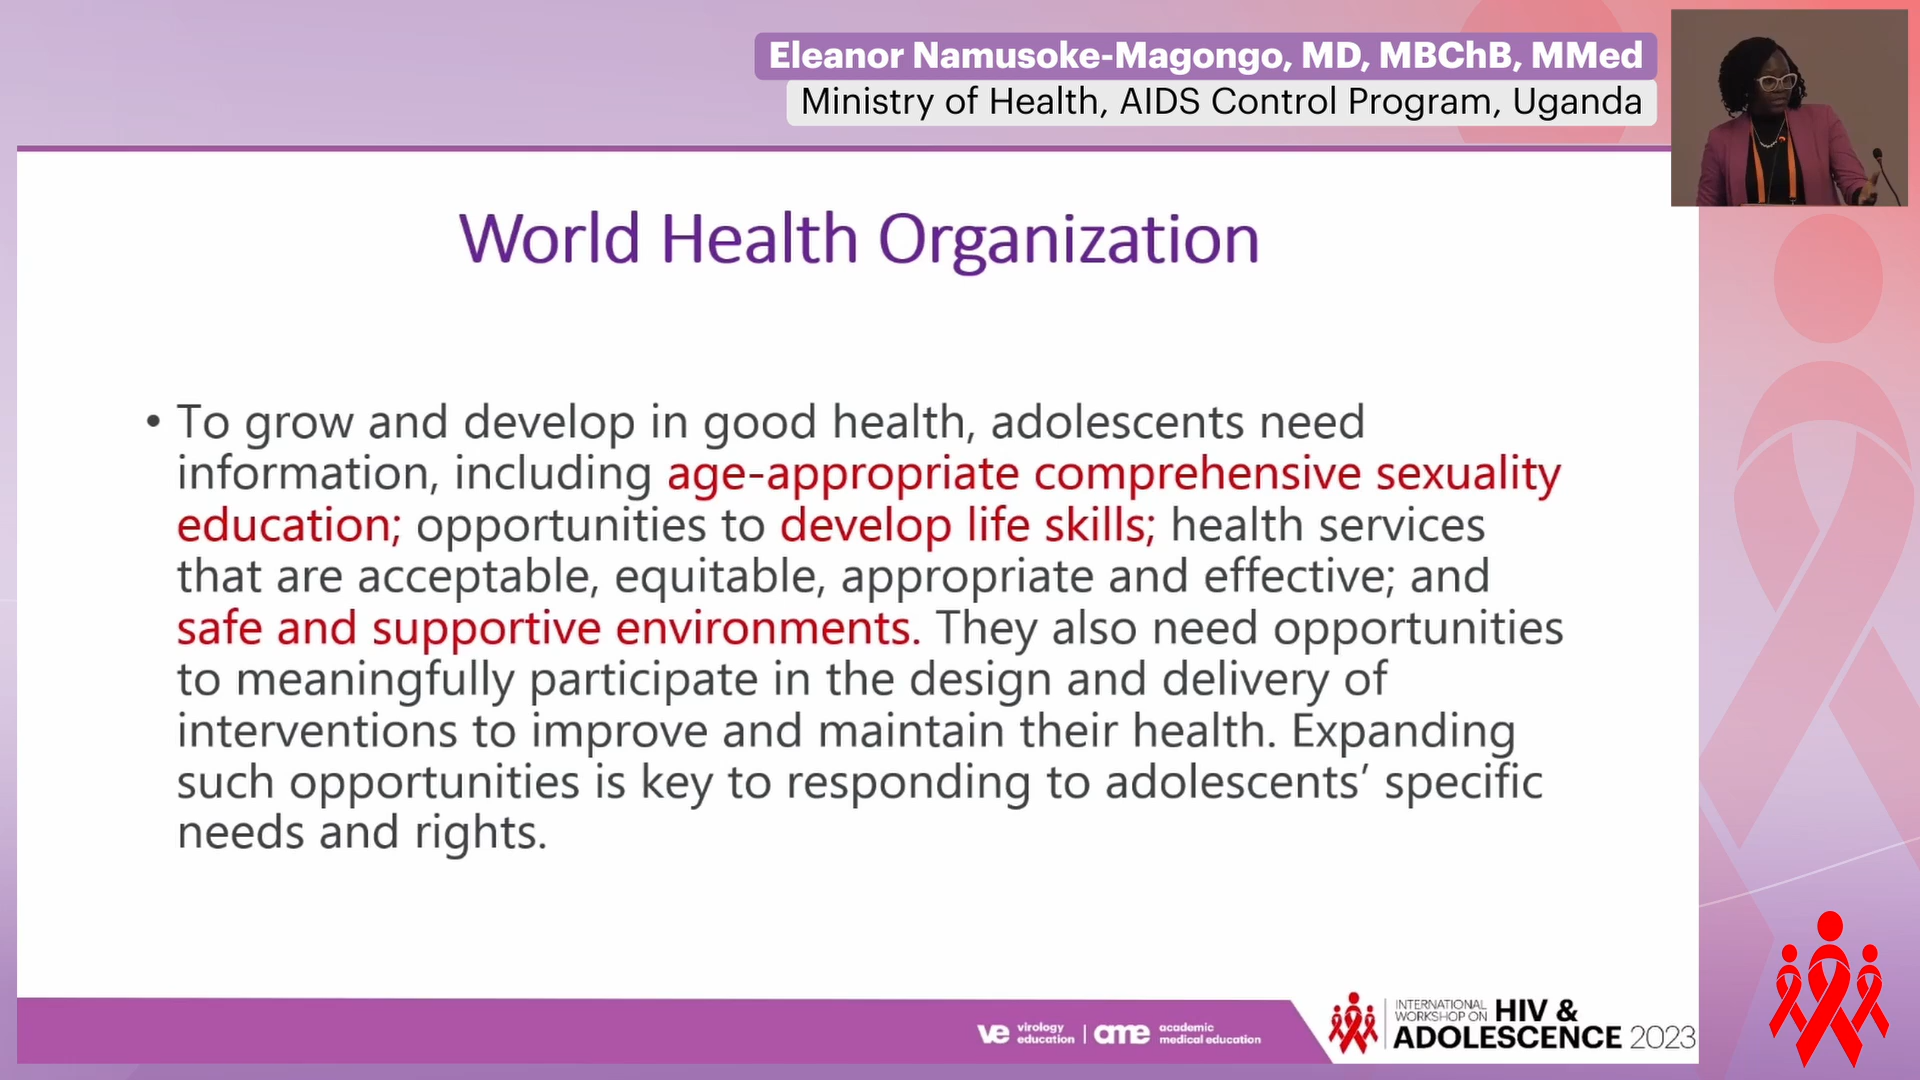 Eleanor Namusoke-Magongo, MD, MBChB, MMed
Ministry of Health, AIDS Control Program, Uganda
World Health Organization
• To grow and develop in good health, adolescents need
information, including age-appropriate comprehensive sexuality
education; opportunities to develop life skills; health services
that are acceptable, equitable, appropriate and effective; and
safe and supportive environments. They also need opportunities
to meaningfully participate in the design and delivery of
interventions to improve and maintain their health. Expanding
such opportunities is key to responding to adolescents’ specific
needs and rights.
ve virology education | ame academic medical education
INTERNATIONAL WORKSHOP ON HIV &
ADOLESCENCE 2023